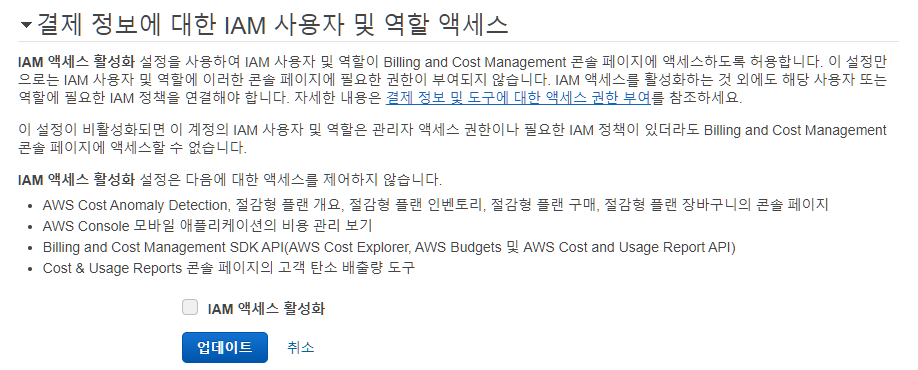 결제 정보에 대한 IAM 사용자 및 역할 액세스
IAM 액세스 활성화 설정을 사용하여 IAM 사용자 및 역할이 Billing and Cost Management 콘솔 페이지에 액세스하도록 허용합니다. 이 설정만
으로는 IAM 사용자 및 역할에 이러한 콘솔 페이지에 필요한 권한이 부여되지 않습니다. IAM 액세스를 활성화하는 것 외에도 해당 사용자 또는
역할에 필요한 IAM 정책을 연결해야 합니다. 자세한 내용은 결제 정보 및 도구에 대한 액세스 권한 부여를 참조하세요.
이 설정이 비활성화되면 이 계정의 IAM 사용자 및 역할은 관리자 액세스 권한이나 필요한 IAM 정책이 있더라도 Billing and Cost Management
콘솔 페이지에 액세스할 수 없습니다.
IAM 액세스 활성화 설정은 다음에 대한 액세스를 제어하지 않습니다.
• AWS Cost Anomaly Detection, 절감형 플랜 개요, 절감형 플랜 인벤토리, 절감형 플랜 구매, 절감형 플랜 장바구니의 콘솔 페이지
• AWS Console 모바일 애플리케이션의 비용 관리 보기
• Billing and Cost Management SDK API(AWS Cost Explorer, AWS Budgets 및 AWS Cost and Usage Report API)
• Cost & Usage Reports 콘솔 페이지의 고객 탄소 배출량 도구
IAM 액세스 활성화
업데이트 취소